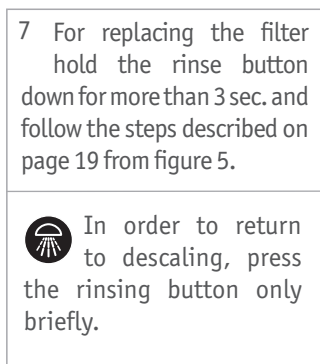 7 For replacing the filter
hold the rinse button
down for more than 3 sec. and
follow the steps described on
page 19 from figure 5.
In order to return
to descaling, press
the rinsing button only
briefly.